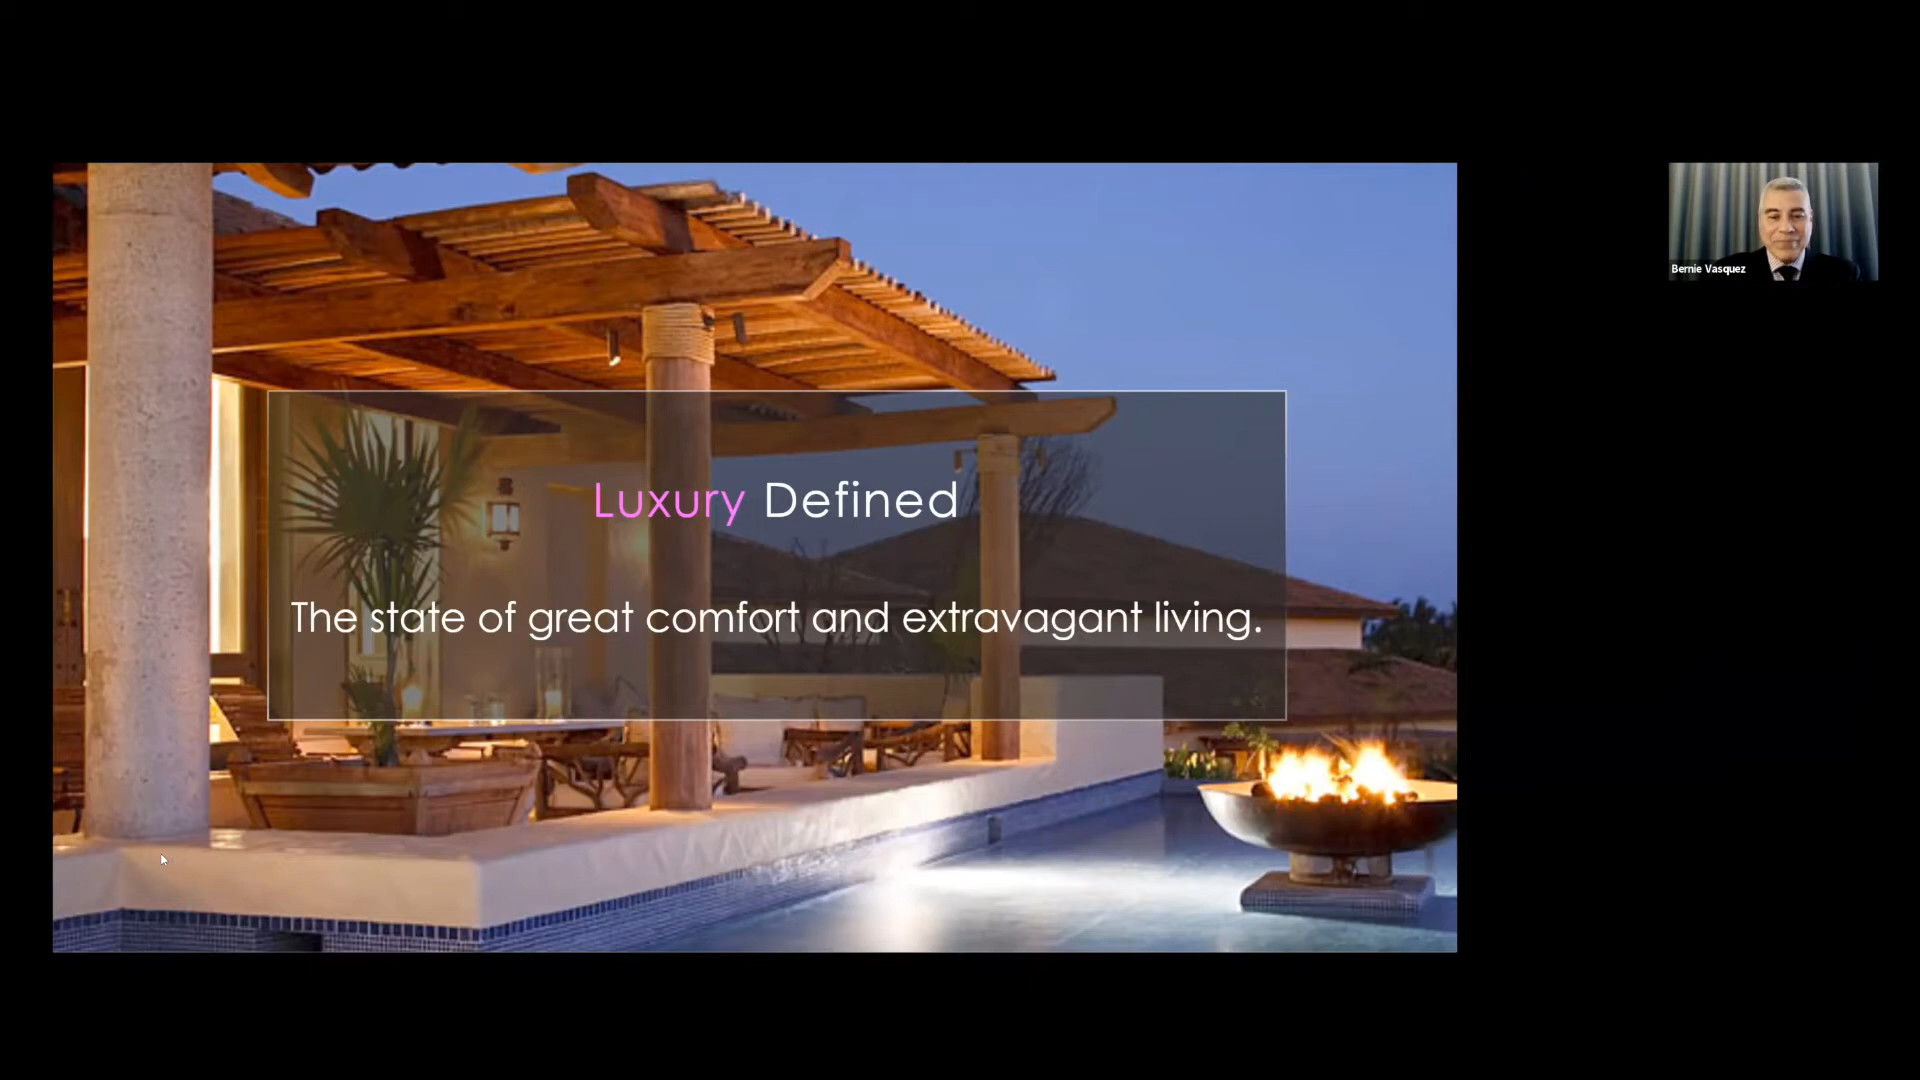 Luxury Defined
The state of great comfort and extravagant living.
Bernie Vasquez